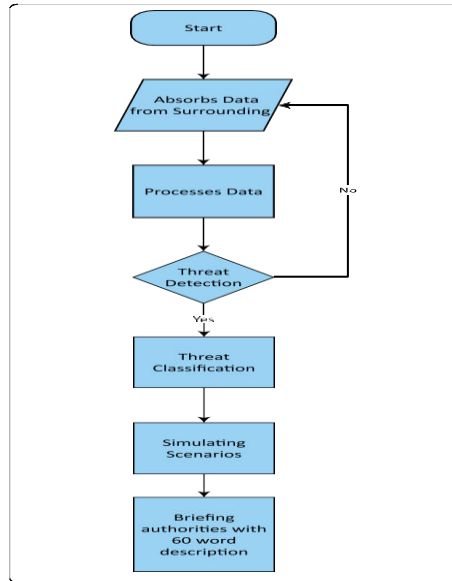 Start
Absorbs Data
from Surrounding
Processes Data
No
Threat
Detection
Yes
Threat
Classification
Simulating
Scenarios
Briefing
authorities with
60 word
description